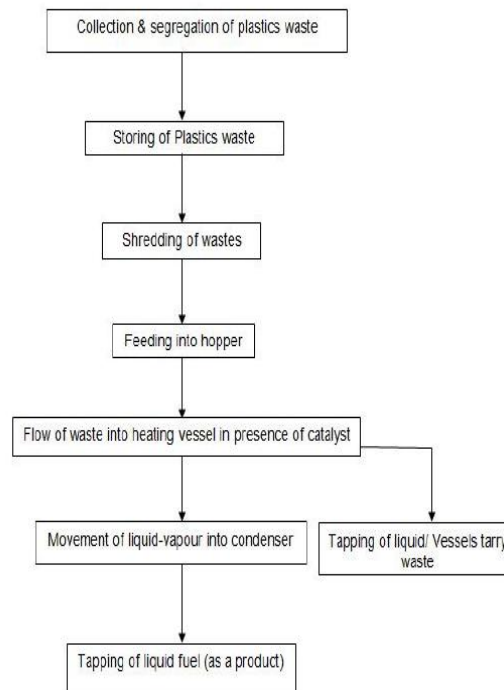 Collection & segregation of plastics waste
Storing of Plastics waste
Shredding of wastes
Feeding into hopper
Flow of waste into heating vessel in presence of catalyst
Movement of liquid-vapour into condenser
Tapping of liquid/ Vessels tarry
waste
Tapping of liquid fuel (as a product)